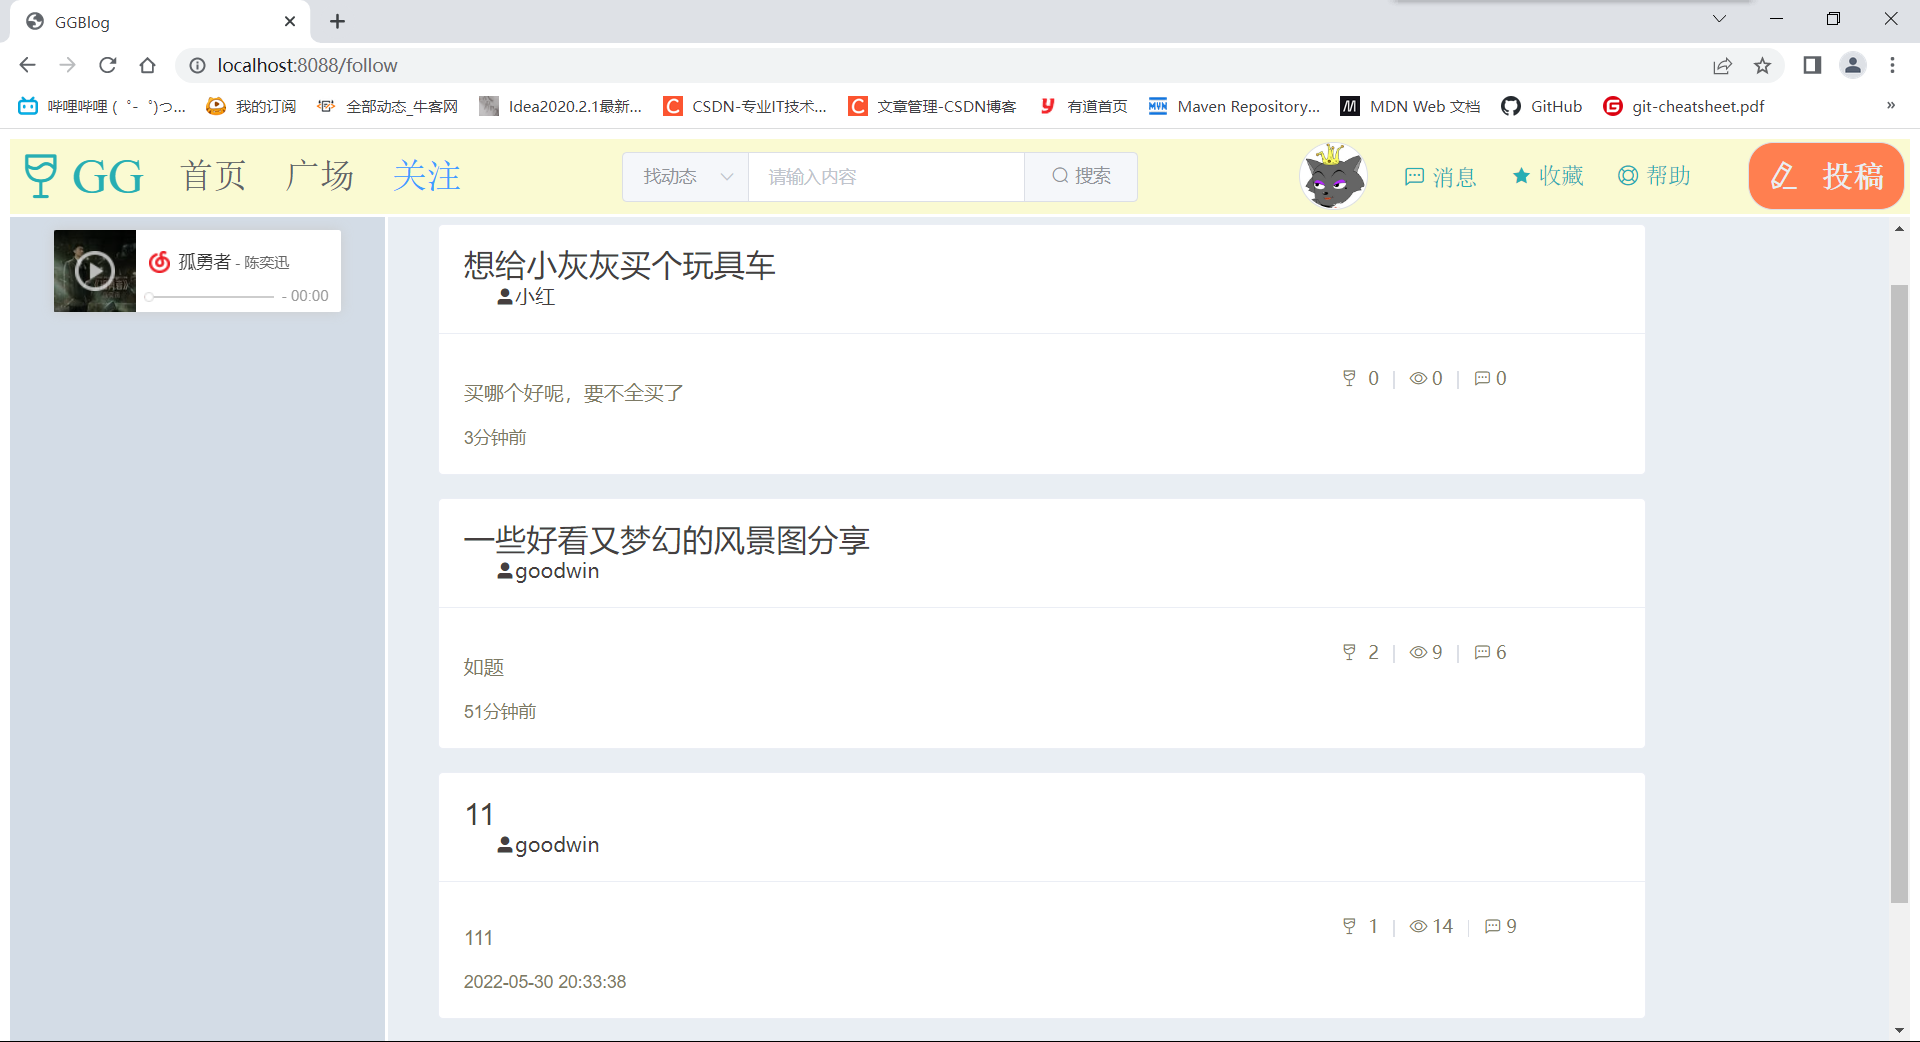 GGBlog
localhost:8088/follow
哔哩哔哩 ( ゜- ゜)つ...
我的订阅
全部动态_牛客网
Idea2020.2.1最新...
CSDN-专业IT技术...
文章管理-CSDN博客
有道首页
Maven Repository...
MDN Web 文档
GitHub
git-cheatsheet.pdf
»
GG
首页
广场
关注
找动态
请输入内容
搜索
消息
收藏
帮助
投稿
孤勇者 - 陈奕迅
- 00:00
想给小灰灰买个玩具车
小红
0 | 0 | 0
买哪个好呢，要不全买了
3分钟前
一些好看又梦幻的风景图分享
goodwin
2 | 9 | 6
如题
51分钟前
11
goodwin
1 | 14 | 9
111
2022-05-30 20:33:38